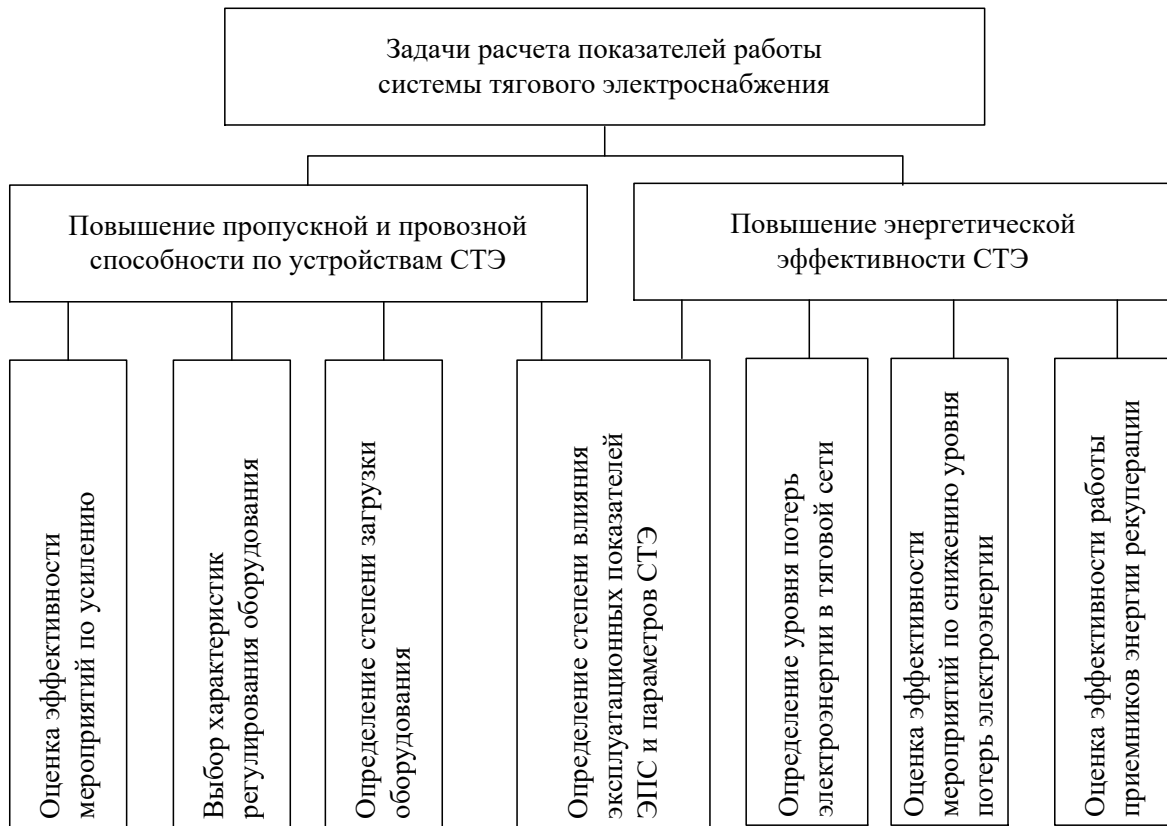 Задачи расчета показателей работы
системы тягового электроснабжения
Повышение пропускной и провозной
способности по устройствам СТЭ
Повышение энергетической
эффективности СТЭ
Оценка эффективности
мероприятий по усилению
Выбор характеристик
регулирования оборудования
Определение степени загрузки
оборудования
Определение степени влияния
эксплуатационных показателей
ЭПС и параметров СТЭ
Определение уровня потерь
электроэнергии в тяговой сети
Оценка эффективности
мероприятий по снижению уровня
потерь электроэнергии
Оценка эффективности работы
приемников энергии рекуперации